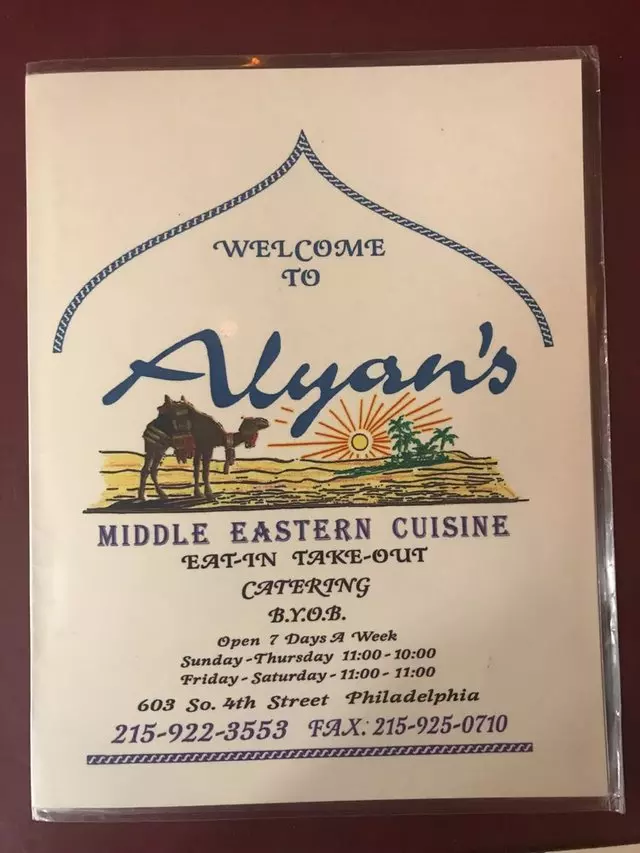 WELCOME
TO
Alyan's
MIDDLE EASTERN CUISINE
EAT-IN TAKE-OUT
CATERING
B.Y.O.B.
Open 7 Days A Week
Sunday-Thursday 11:00-10:00
Friday-Saturday-11:00-11:00
603 So. 4th Street Philadelphia
215-922-3553 FAX: 215-925-0710